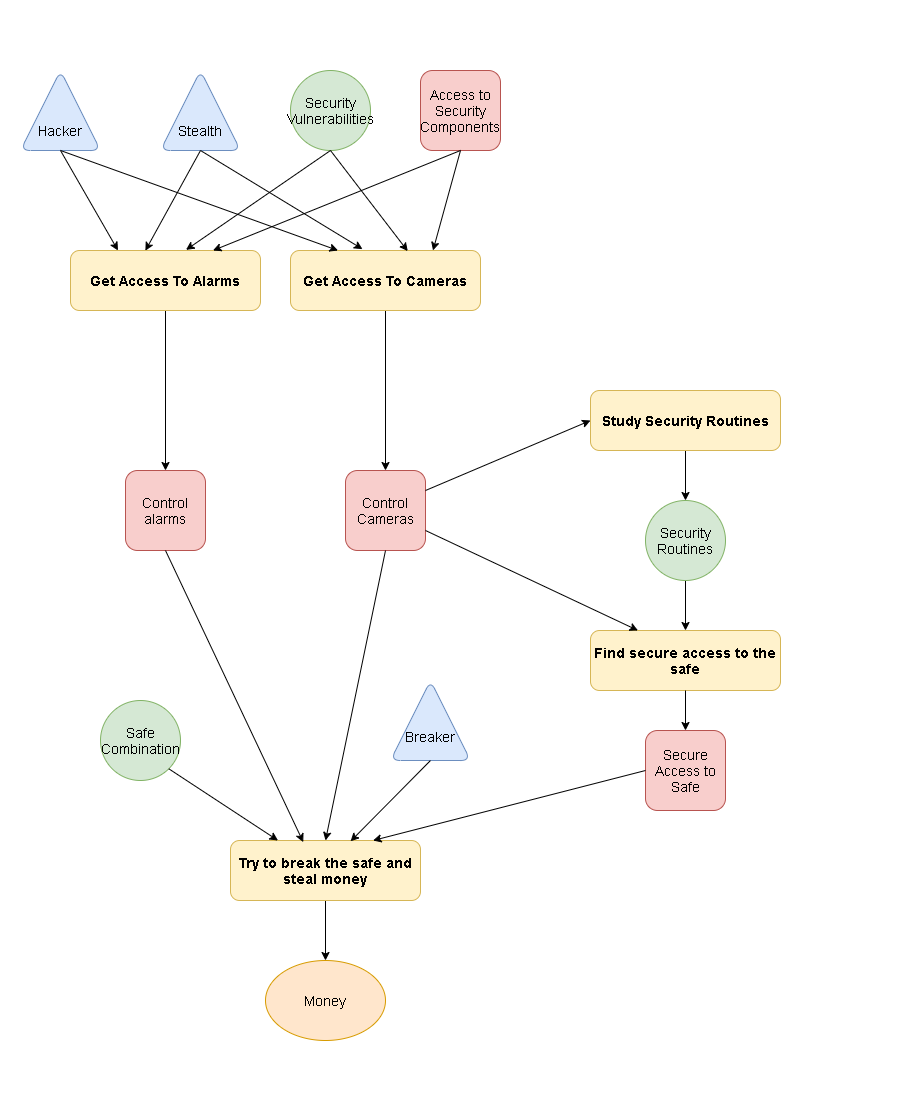 Hacker
Stealth
Security
Vulnerabilities
Access to
Security
Components
Get Access To Alarms
Get Access To Cameras
Study Security Routines
Control
alarms
Control
Cameras
Security
Routines
Find secure access to the
safe
Safe
Combination
Breaker
Secure
Access to
Safe
Try to break the safe and
steal money
Money